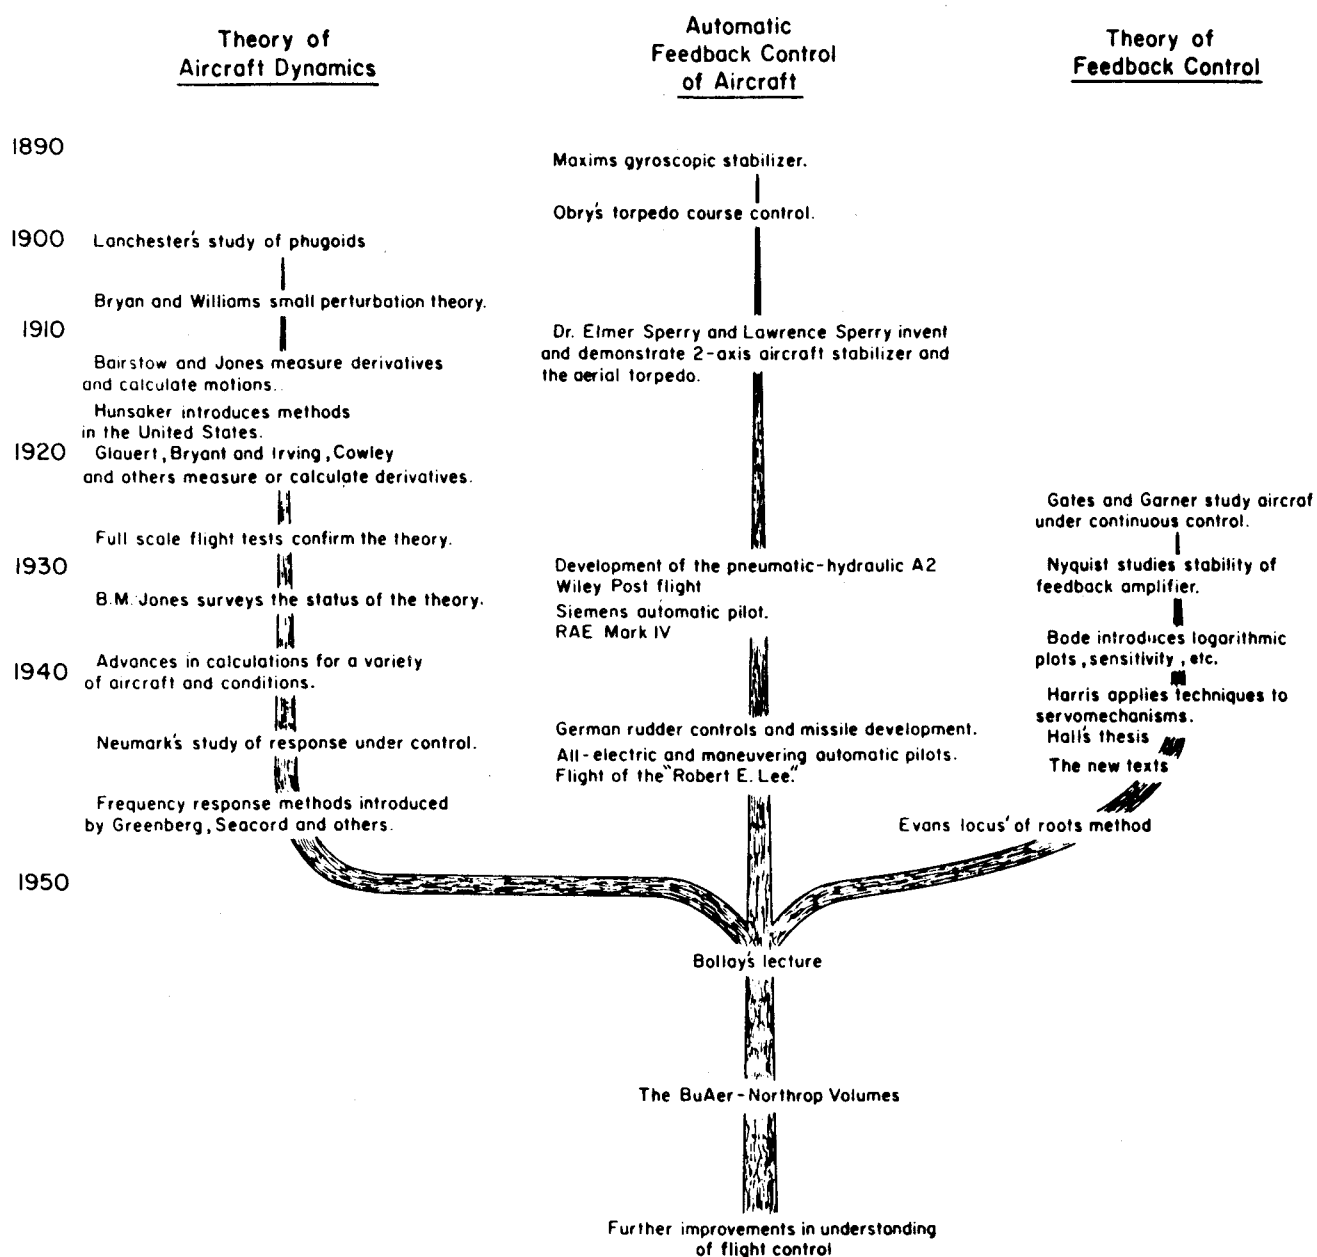 Theory of
Aircraft Dynamics
Automatic
Feedback Control
of Aircraft
Theory of
Feedback Control
1890
Maxims gyroscopic stabilizer.
Obry's torpedo course control.
1900
Lanchester's study of phugoids
Bryan and Williams small perturbation theory.
1910
Dr. Elmer Sperry and Lawrence Sperry invent
and demonstrate 2-axis aircraft stabilizer and
the aerial torpedo.
Bairstow and Jones measure derivatives
and calculate motions.
Hunsaker introduces methods
in the United States.
1920
Glauert, Bryant and Irving, Cowley
and others measure or calculate derivatives.
Gates and Garner study aircraf
under continuous control.
Full scale flight tests confirm the theory.
1930
Development of the pneumatic-hydraulic A2
Wiley Post flight
Nyquist studies stability of
feedback amplifier.
B.M. Jones surveys the status of the theory.
Siemens automatic pilot.
RAE Mark IV
Bode introduces logarithmic
plots, sensitivity, etc.
1940
Advances in calculations for a variety
of aircraft and conditions.
Harris applies techniques to
servomechanisms.
Hall's thesis
The new texts
Neumark's study of response under control.
German rudder controls and missile development.
All-electric and maneuvering automatic pilots.
Flight of the "Robert E. Lee."
Frequency response methods introduced
by Greenberg, Seacord and others.
Evans locus' of roots method
1950
Bollay's lecture
The BuAer-Northrop Volumes
Further improvements in understanding
of flight control